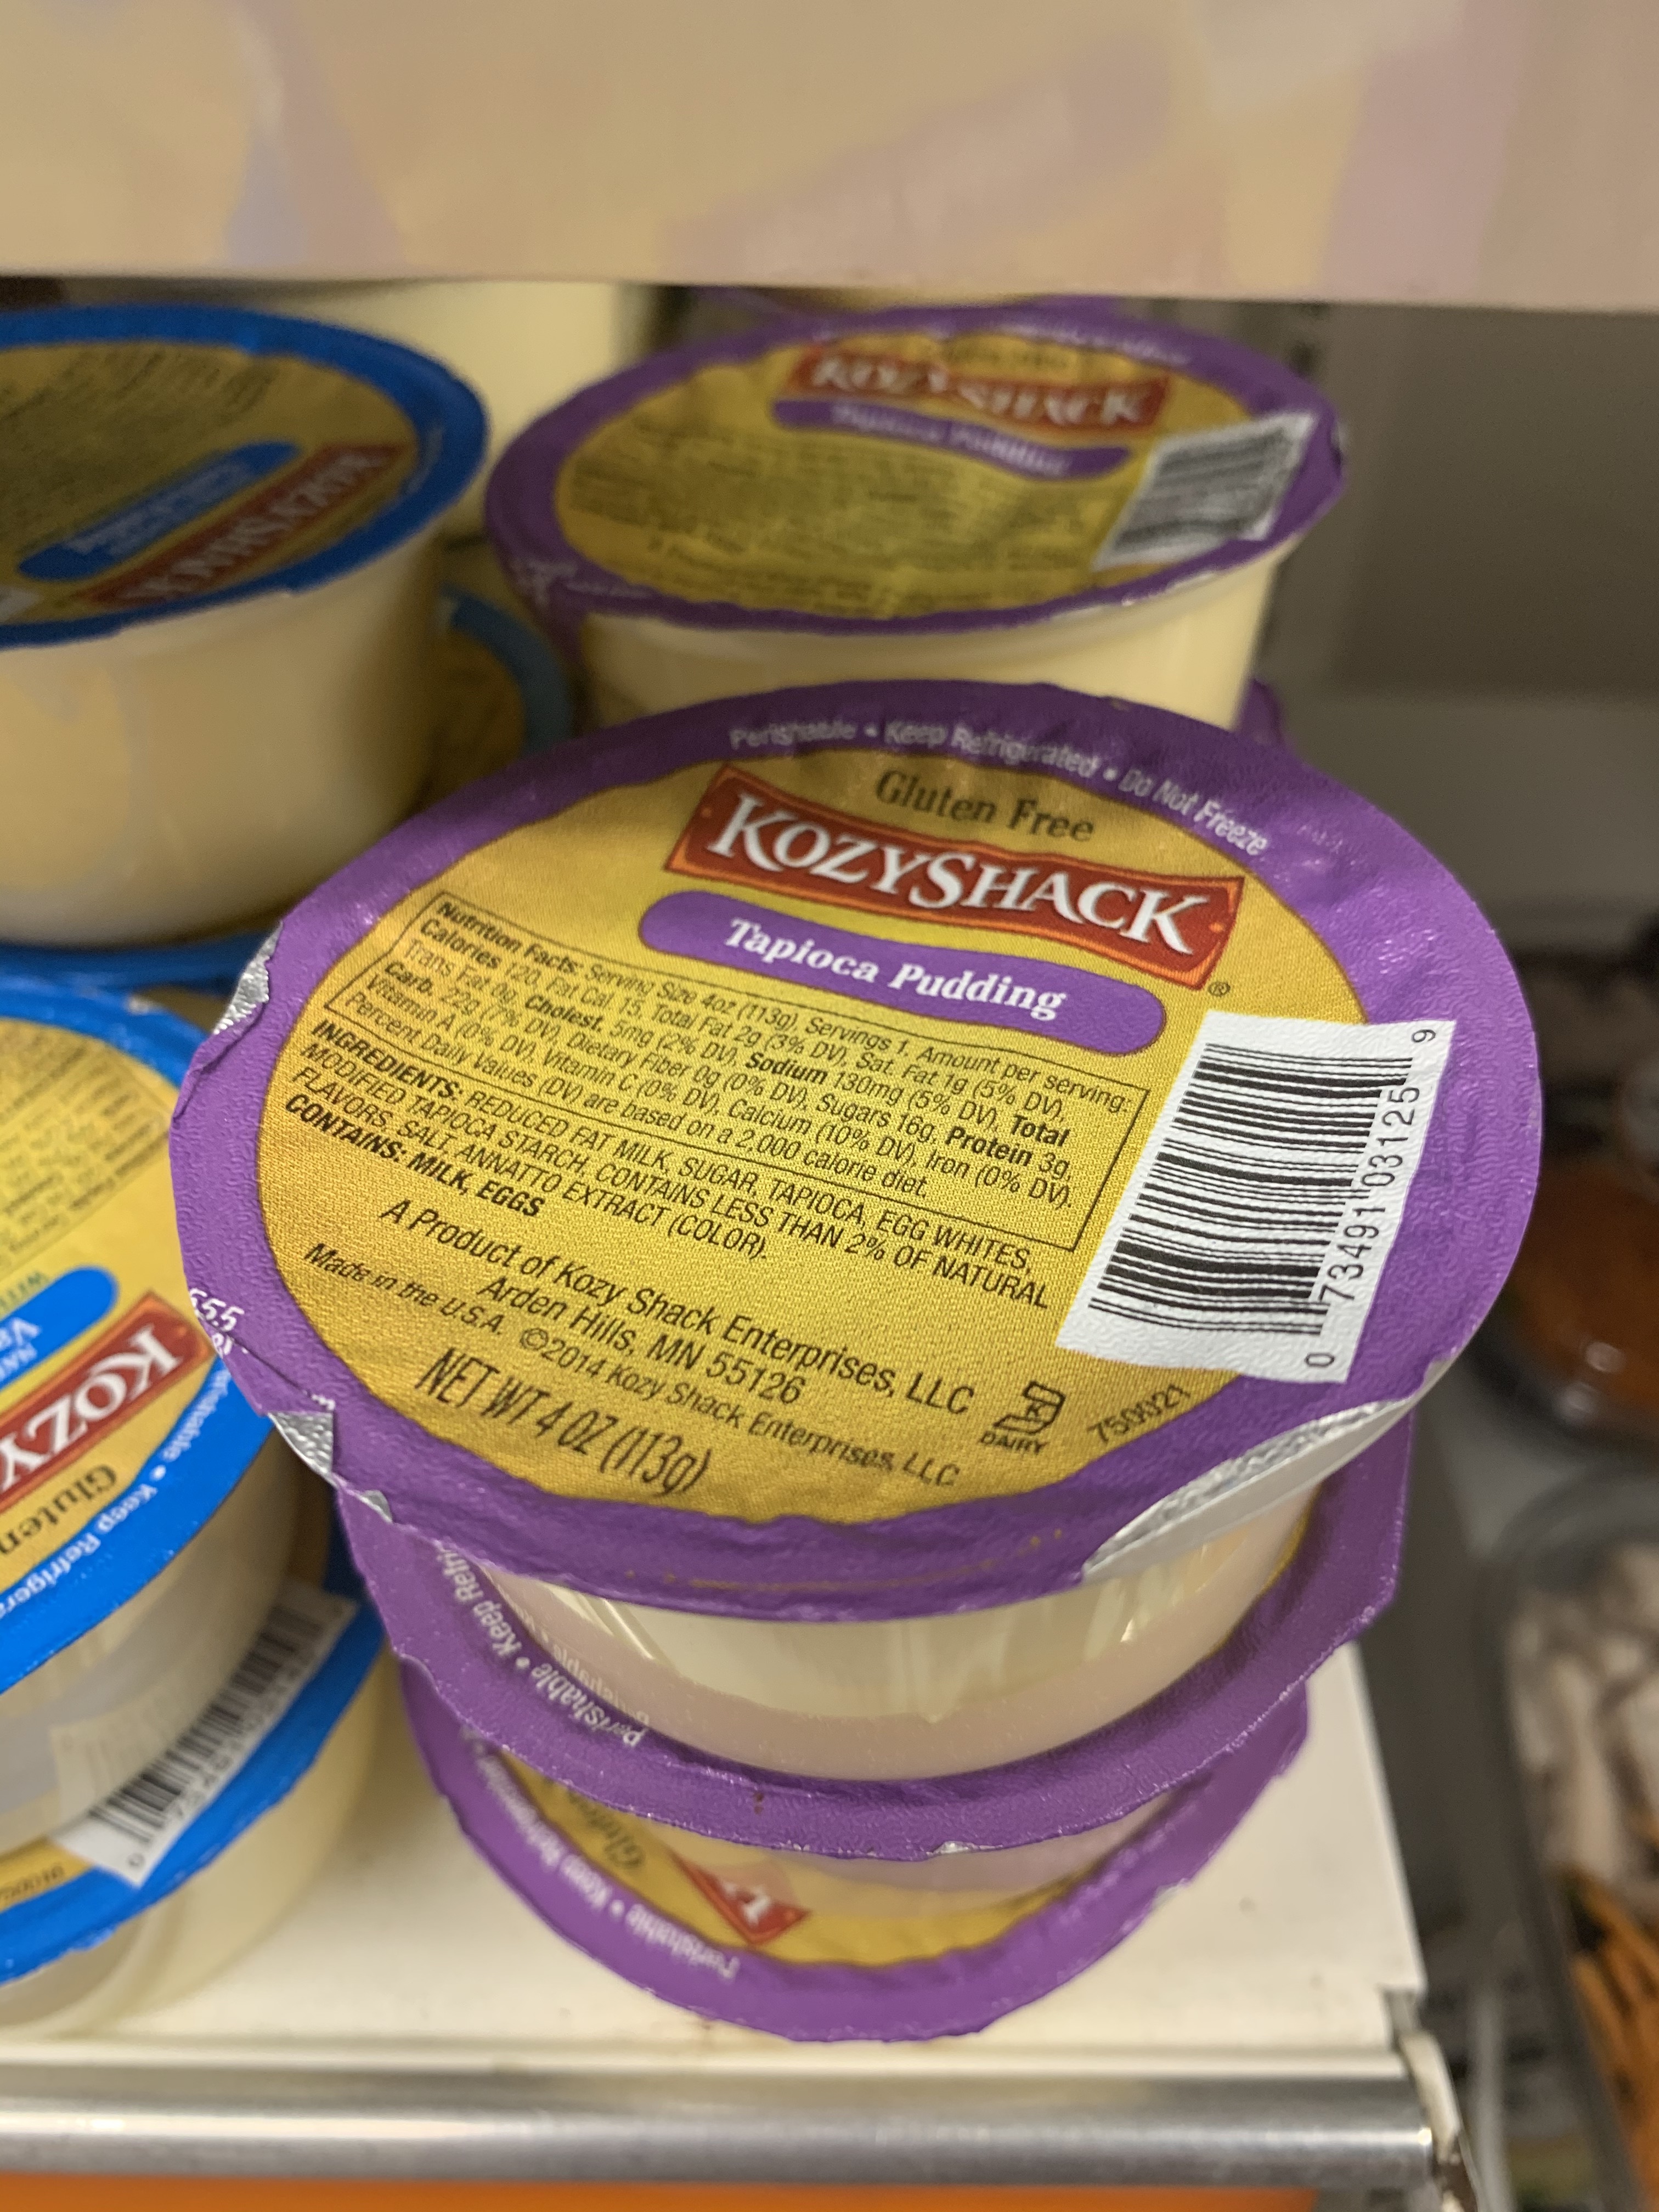 Perishable • Keep Refrigerated • Do Not Freeze
Gluten Free
KOZYSHACK®
Tapioca Pudding
Nutrition Facts: Serving Size 4oz (113g), Servings 1. Amount per serving:
Calories 120, Fat Cal 15, Total Fat 2g (3% DV), Sat. Fat 1g (5% DV),
Trans Fat 0g, Cholest. 5mg (2% DV), Sodium 130mg (5% DV), Total
Carb. 22g (7% DV), Dietary Fiber 0g (0% DV), Sugars 16g, Protein 3g,
Vitamin A (0% DV), Vitamin C (0% DV), Calcium (10% DV), Iron (0% DV).
Percent Daily Values (DV) are based on a 2,000 calorie diet.
INGREDIENTS: REDUCED FAT MILK, SUGAR, TAPIOCA, EGG WHITES,
MODIFIED TAPIOCA STARCH, CONTAINS LESS THAN 2% OF NATURAL
FLAVORS, SALT, ANNATTO EXTRACT (COLOR).
CONTAINS: MILK, EGGS
A Product of Kozy Shack Enterprises, LLC
Arden Hills, MN 55126
Made in the U.S.A. ©2014 Kozy Shack Enterprises, LLC
NET WT 4 OZ (113g)
DAIRY
750021
0 73491 03125 9
KOZYSHACK
Tapioca Pudding
KOZY
Gluten
Perishable • Keep
Perishable • Keep